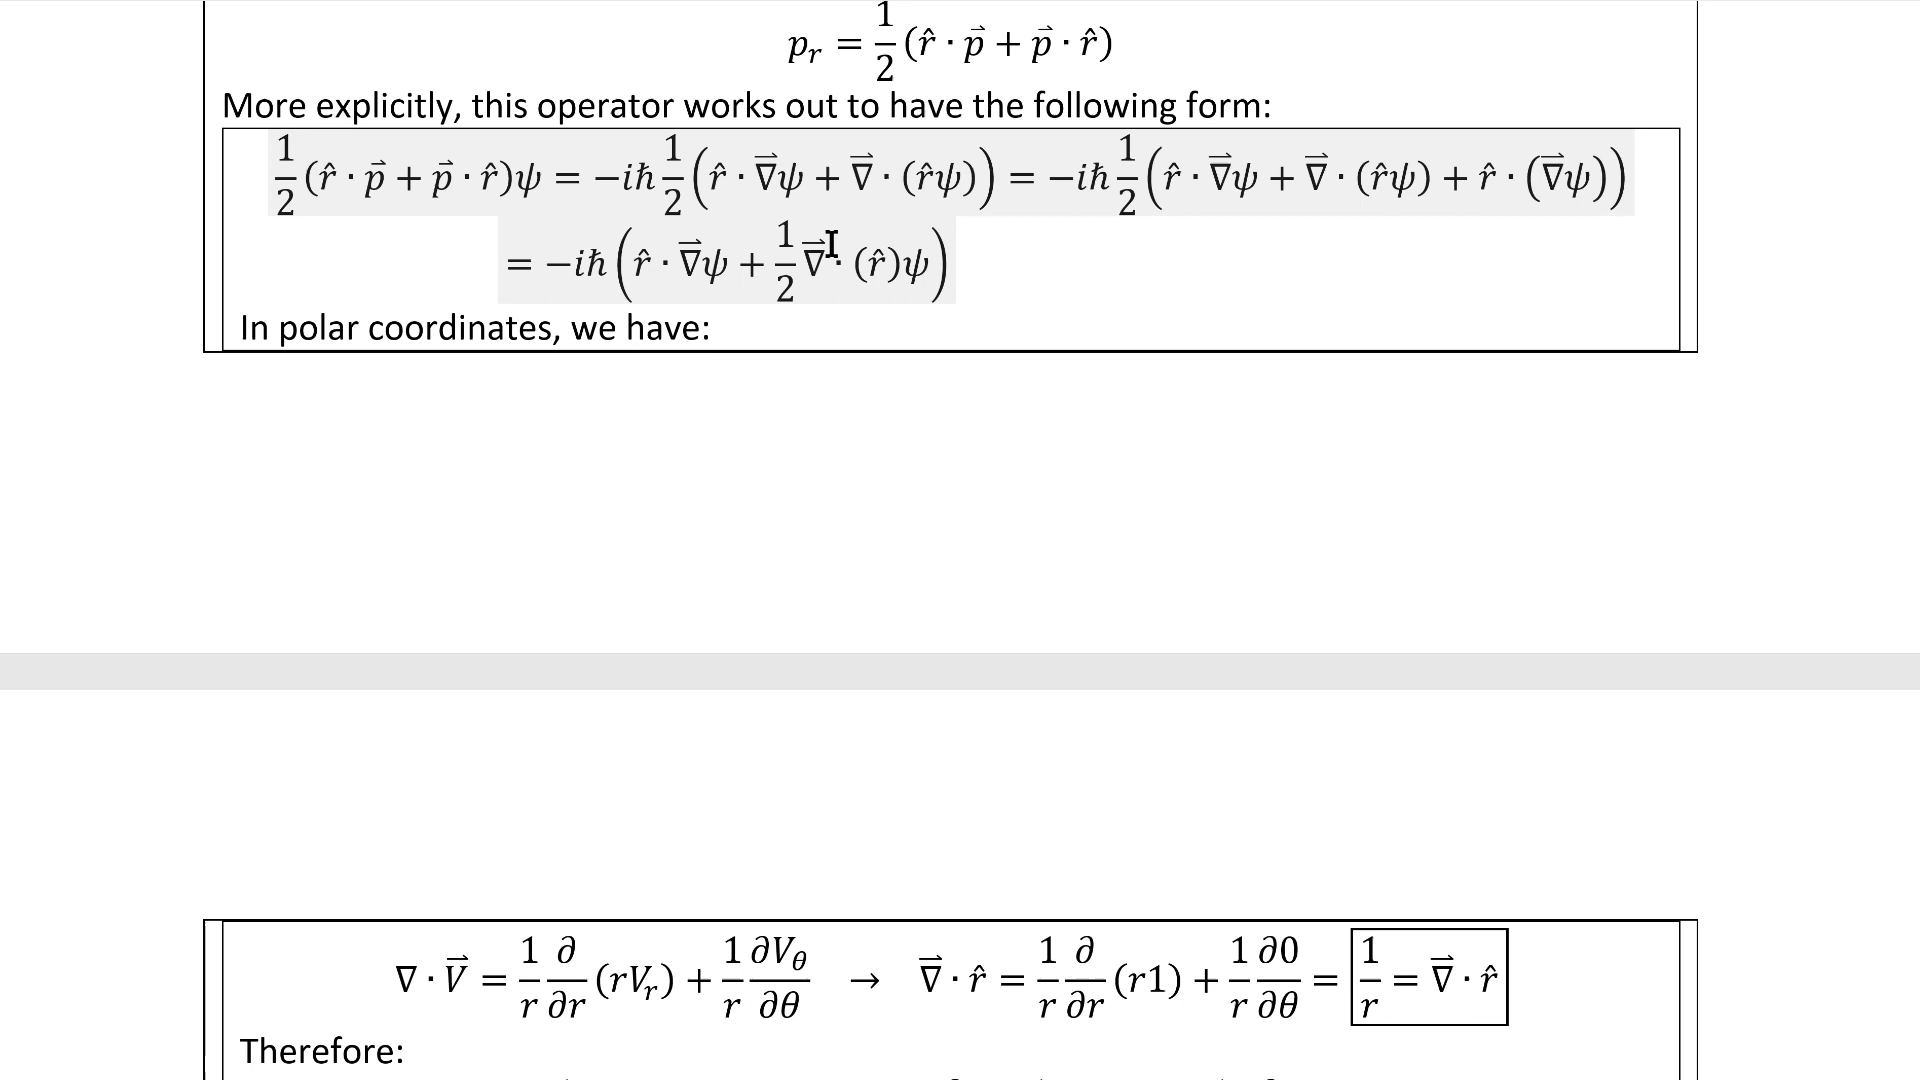 p_r = 1/2 (r̂ · p⃗ + p⃗ · r̂)
More explicitly, this operator works out to have the following form:
1/2 (r̂ · p⃗ + p⃗ · r̂)ψ = −iℏ 1/2 (r̂ · ∇⃗ψ + ∇⃗ · (r̂ψ)) = −iℏ 1/2 (r̂ · ∇⃗ψ + ∇⃗ · (r̂ψ) + r̂ · (∇⃗ψ))
= −iℏ (r̂ · ∇⃗ψ + 1/2 ∇⃗ · (r̂)ψ)
In polar coordinates, we have:
∇ · V⃗ = 1/r ∂/∂r (rV_r) + 1/r ∂V_θ/∂θ → ∇⃗ · r̂ = 1/r ∂/∂r (r1) + 1/r ∂0/∂θ = 1/r = ∇⃗ · r̂
Therefore: